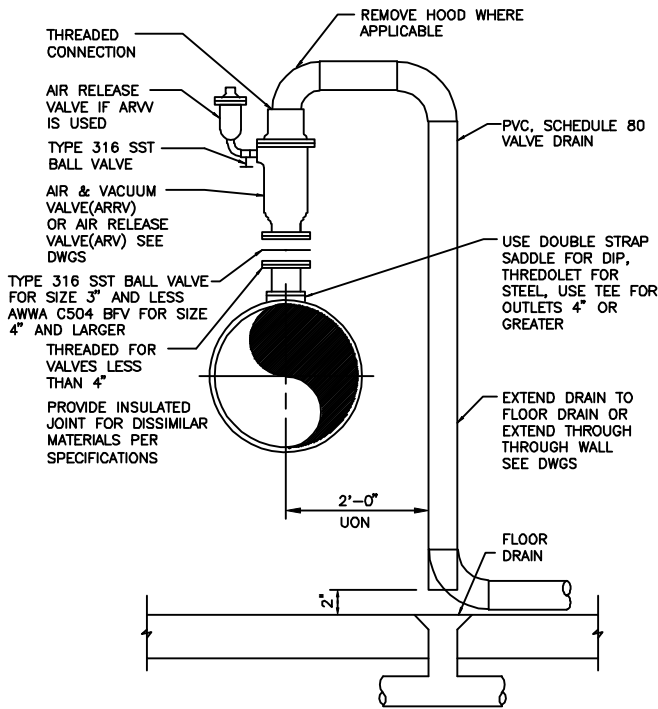 REMOVE HOOD WHERE
APPLICABLE
THREADED
CONNECTION
AIR RELEASE
VALVE IF ARVV
IS USED
TYPE 316 SST
BALL VALVE
AIR & VACUUM
VALVE(ARRV)
OR AIR RELEASE
VALVE(ARV) SEE
DWGS
TYPE 316 SST BALL VALVE
FOR SIZE 3" AND LESS
AWWA C504 BFV FOR SIZE
4" AND LARGER
THREADED FOR
VALVES LESS
THAN 4"
PROVIDE INSULATED
JOINT FOR DISSIMILAR
MATERIALS PER
SPECIFICATIONS
PVC, SCHEDULE 80
VALVE DRAIN
USE DOUBLE STRAP
SADDLE FOR DIP,
THREDOLET FOR
STEEL, USE TEE FOR
OUTLETS 4" OR
GREATER
EXTEND DRAIN TO
FLOOR DRAIN OR
EXTEND THROUGH
THROUGH WALL
SEE DWGS
2'-0"
UON
FLOOR
DRAIN
2"